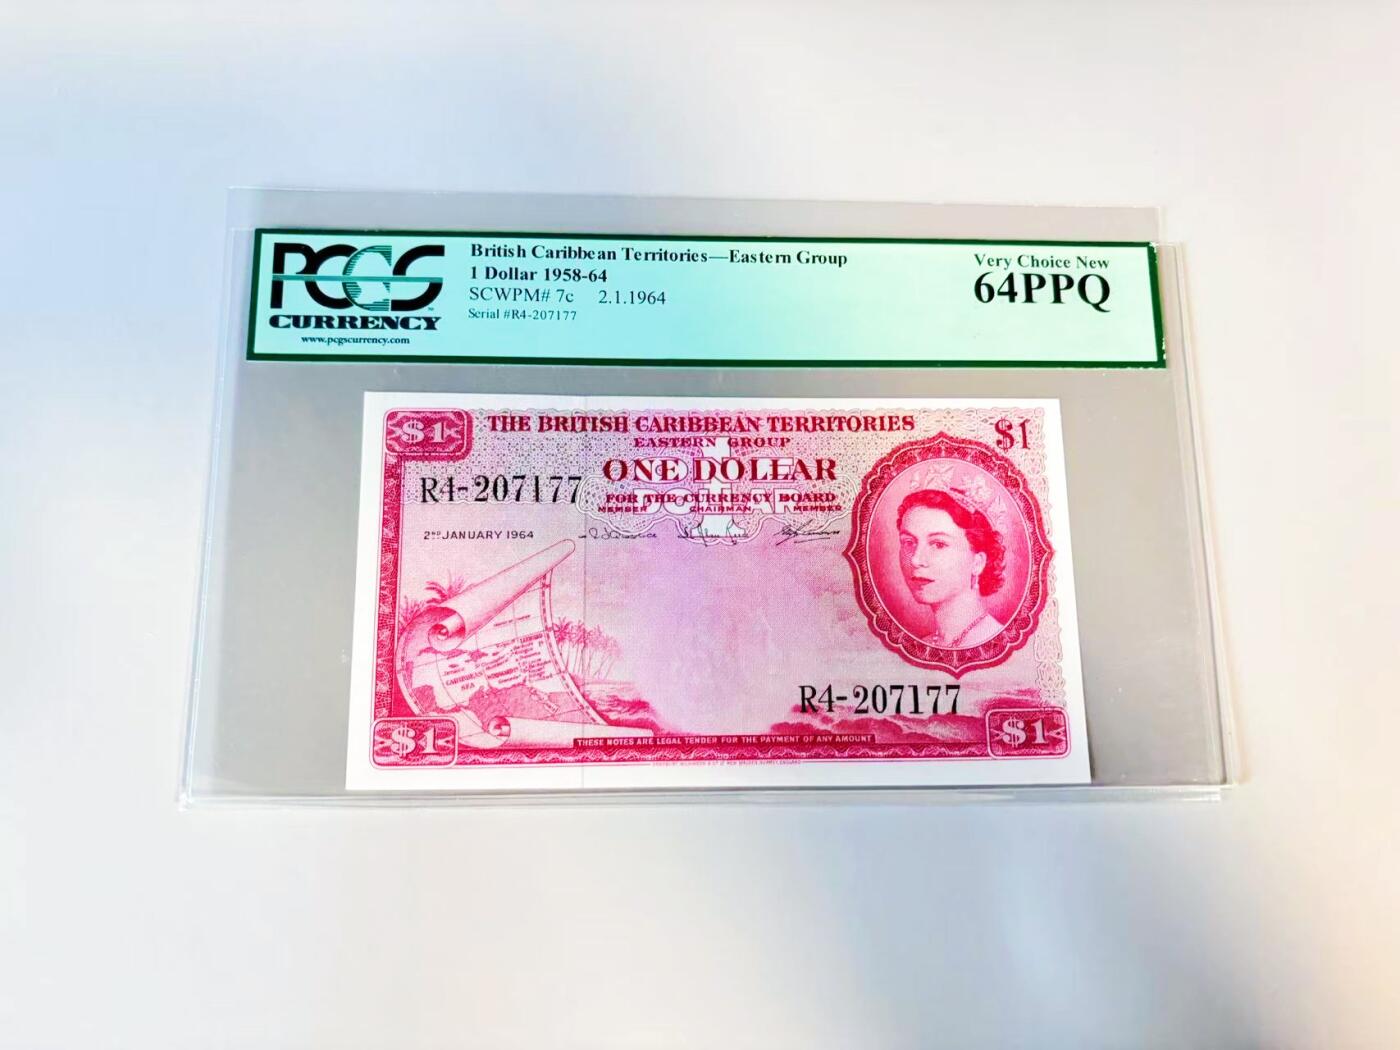 PCGS
CURRENCY
www.pcgscurrency.com
British Caribbean Territories—Eastern Group
1 Dollar 1958-64
SCWPM# 7c 2.1.1964
Serial #R4-207177
Very Choice New
64PPQ
$1
THE BRITISH CARIBBEAN TERRITORIES
$1
EASTERN GROUP
ONE DOLLAR
R4-207177
FOR THE CURRENCY BOARD
MEMBER CHAIRMAN MEMBER
2ND JANUARY 1964
CARIBBEAN
SEA
R4-207177
$1
THESE NOTES ARE LEGAL TENDER FOR THE PAYMENT OF ANY AMOUNT
$1